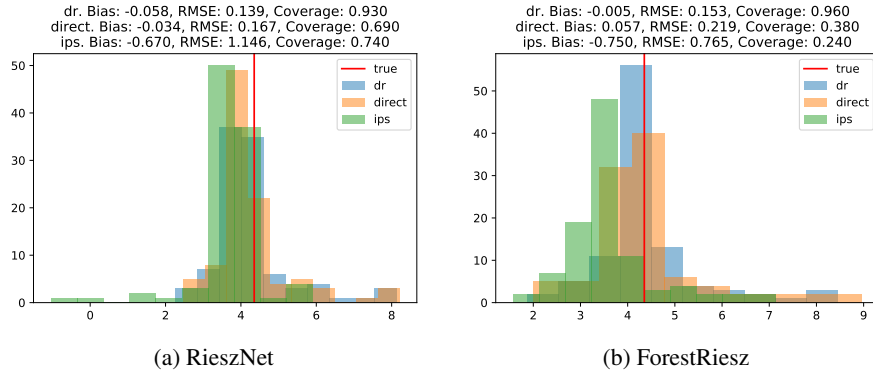 dr. Bias: -0.058, RMSE: 0.139, Coverage: 0.930
direct. Bias: -0.034, RMSE: 0.167, Coverage: 0.690
ips. Bias: -0.670, RMSE: 1.146, Coverage: 0.740
50
40
30
20
10
0
0
2
4
6
8
true
dr
direct
ips
(a) RieszNet
dr. Bias: -0.005, RMSE: 0.153, Coverage: 0.960
direct. Bias: 0.057, RMSE: 0.219, Coverage: 0.380
ips. Bias: -0.750, RMSE: 0.765, Coverage: 0.240
50
40
30
20
10
0
2
3
4
5
6
7
8
9
true
dr
direct
ips
(b) ForestRiesz